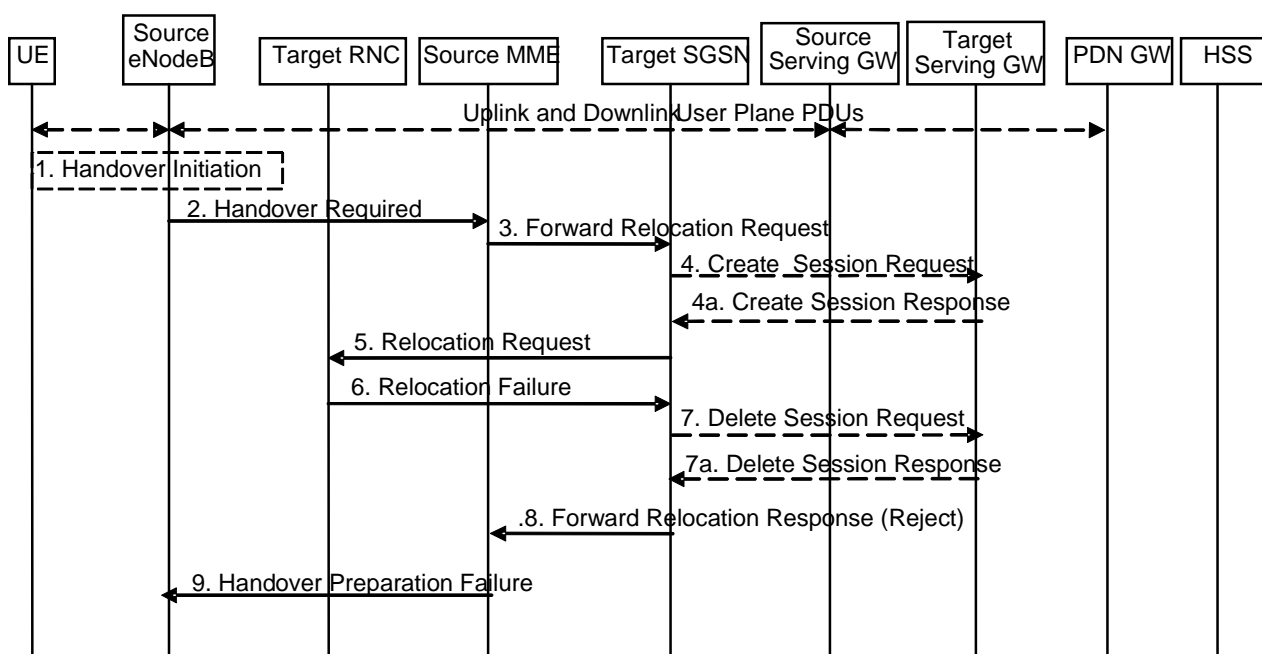 UE
Source
eNodeB
Target RNC
Source MME
Target SGSN
Source
Serving GW
Target
Serving GW
PDN GW
HSS
Uplink and Downlink User Plane PDUs
1. Handover Initiation
2. Handover Required
3. Forward Relocation Request
4. Create Session Request
4a. Create Session Response
5. Relocation Request
6. Relocation Failure
7. Delete Session Request
7a. Delete Session Response
.8. Forward Relocation Response (Reject)
9. Handover Preparation Failure